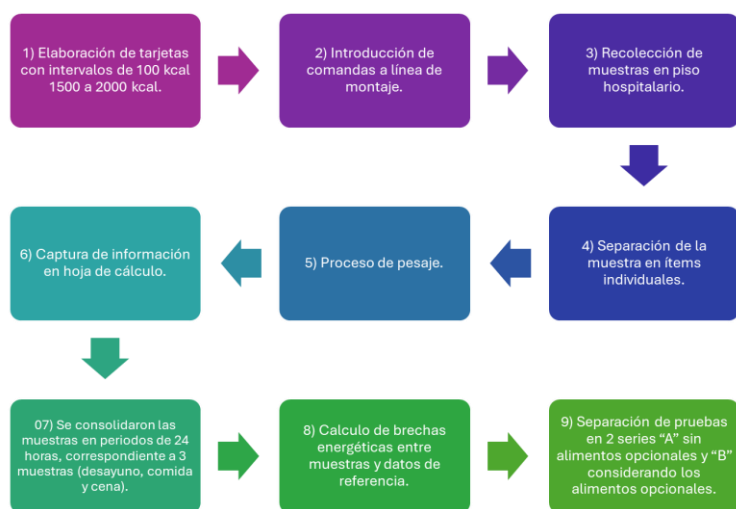 1) Elaboración de tarjetas
con intervalos de 100 kcal
1500 a 2000 kcal.
2) Introducción de
comandas a línea de
montaje.
3) Recolección de
muestras en piso
hospitalario.
4) Separación de la
muestra en ítems
individuales.
5) Proceso de pesaje.
6) Captura de información
en hoja de cálculo.
07) Se consolidaron las
muestras en periodos de 24
horas, correspondiente a 3
muestras (desayuno, comida
y cena).
8) Calculo de brechas
energéticas entre
muestras y datos de
referencia.
9) Separación de pruebas
en 2 series “A” sin
alimentos opcionales y “B”
considerando los
alimentos opcionales.